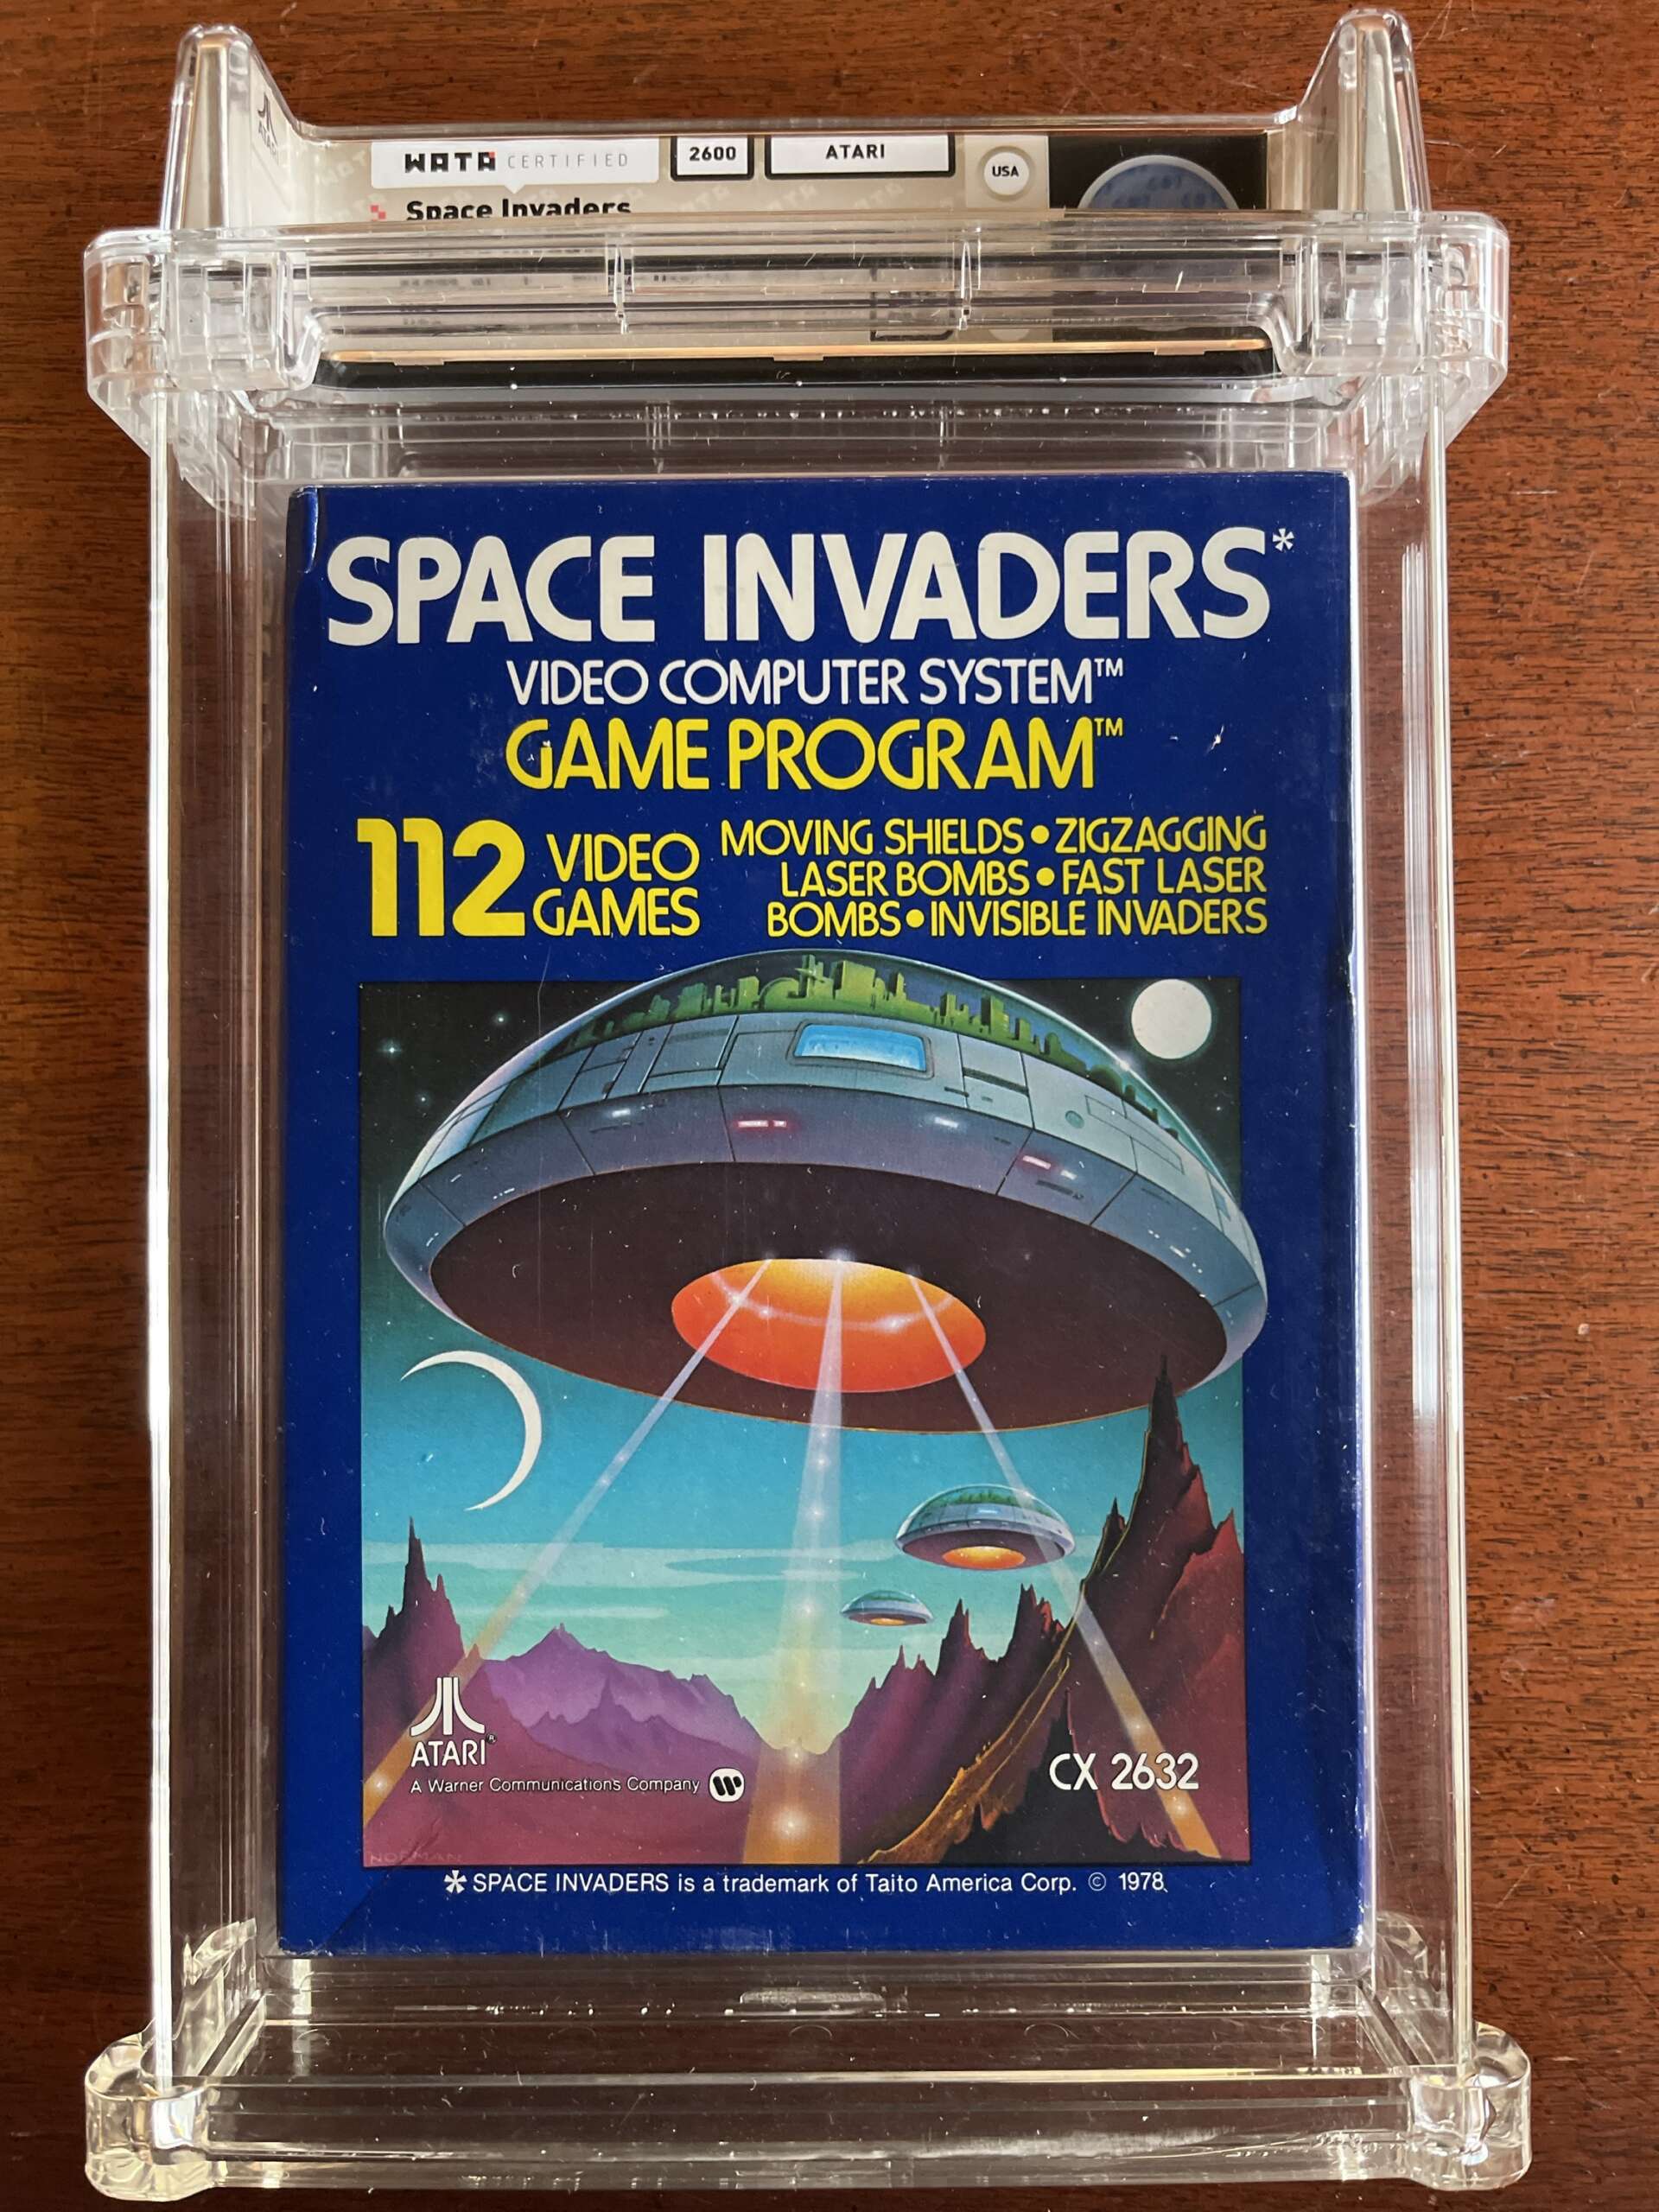 WATA CERTIFIED
2600
ATARI
USA
Space Invaders
ATARI
SPACE INVADERS*
VIDEO COMPUTER SYSTEM™
GAME PROGRAM™
112 VIDEO GAMES
MOVING SHIELDS • ZIGZAGGING
LASER BOMBS • FAST LASER
BOMBS • INVISIBLE INVADERS
ATARI®
A Warner Communications Company
CX 2632
NORMAN
* SPACE INVADERS is a trademark of Taito America Corp. © 1978